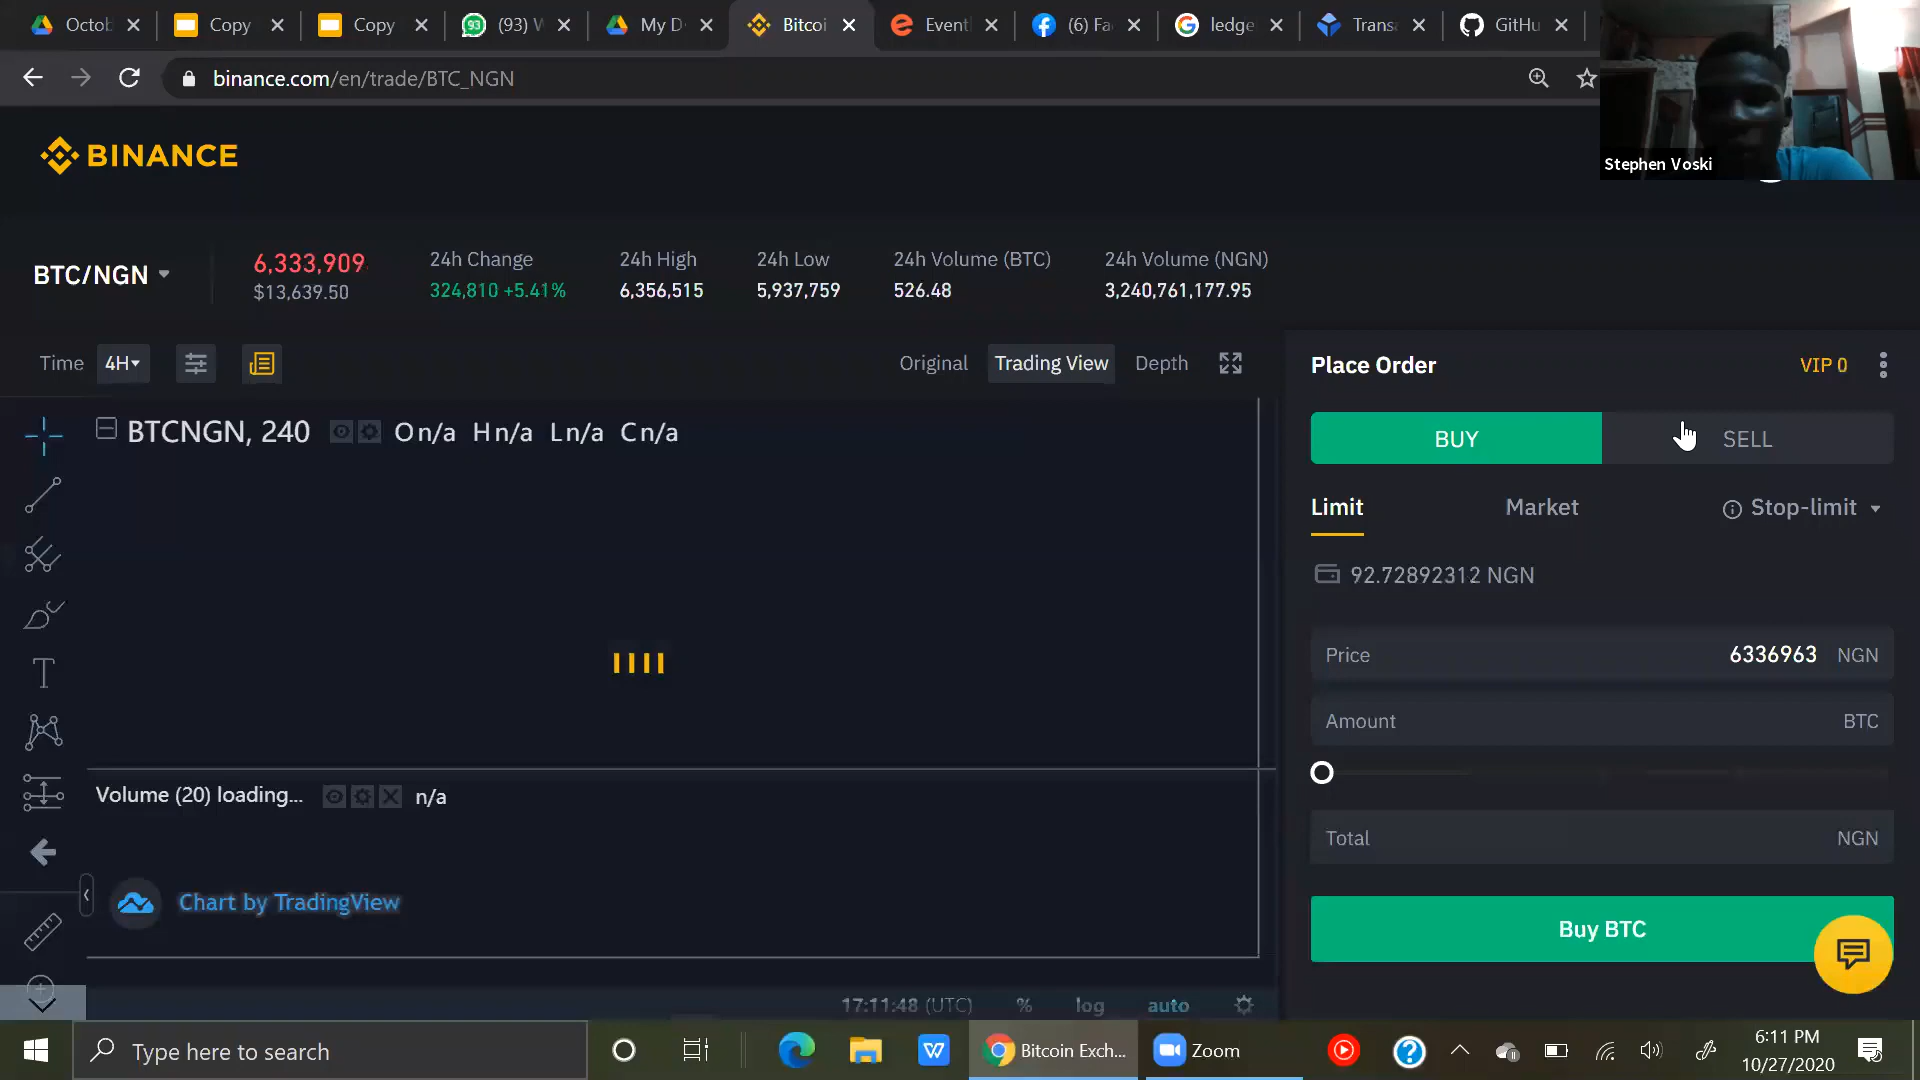 Octob
Copy
Copy
(93) W
My D
Bitcoi
Event
(6) Fa
ledge
Trans
GitHu
binance.com/en/trade/BTC_NGN
Stephen Voski
BINANCE
BTC/NGN
6,333,909
$13,639.50
24h Change
324,810 +5.41%
24h High
6,356,515
24h Low
5,937,759
24h Volume (BTC)
526.48
24h Volume (NGN)
3,240,761,177.95
Time
4H
Original
Trading View
Depth
BTCNGN, 240
On/a Hn/a Ln/a Cn/a
Volume (20) loading...
n/a
Chart by TradingView
17:11:48 (UTC)
%
log
auto
Place Order
VIP 0
BUY
SELL
Limit
Market
Stop-limit
92.72892312 NGN
Price
6336963
NGN
Amount
BTC
Total
NGN
Buy BTC
Type here to search
Bitcoin Exch...
Zoom
6:11 PM
10/27/2020